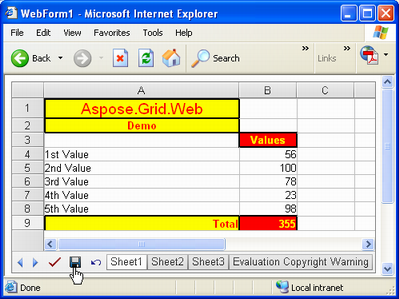 WebForm1 - Microsoft Internet Explorer
File Edit View Favorites Tools Help
Back Search Links
A B C
1 Aspose.Grid.Web
2 Demo
3 Values
4 1st Value 56
5 2nd Value 100
6 3rd Value 78
7 4th Value 23
8 5th Value 98
9 Total 355
Sheet1 Sheet2 Sheet3 Evaluation Copyright Warning
Done Local intranet